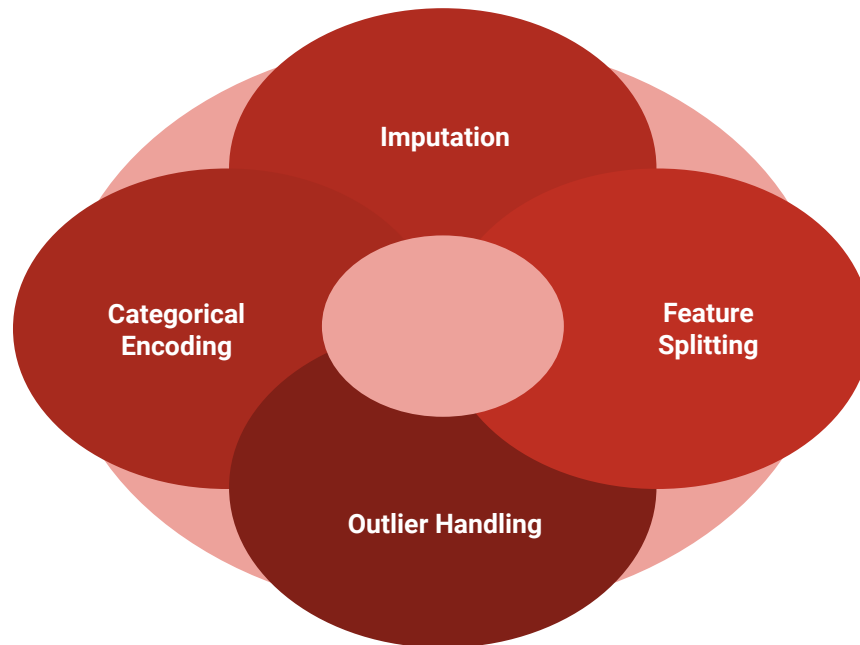 Imputation
Categorical
Encoding
Feature
Splitting
Outlier Handling